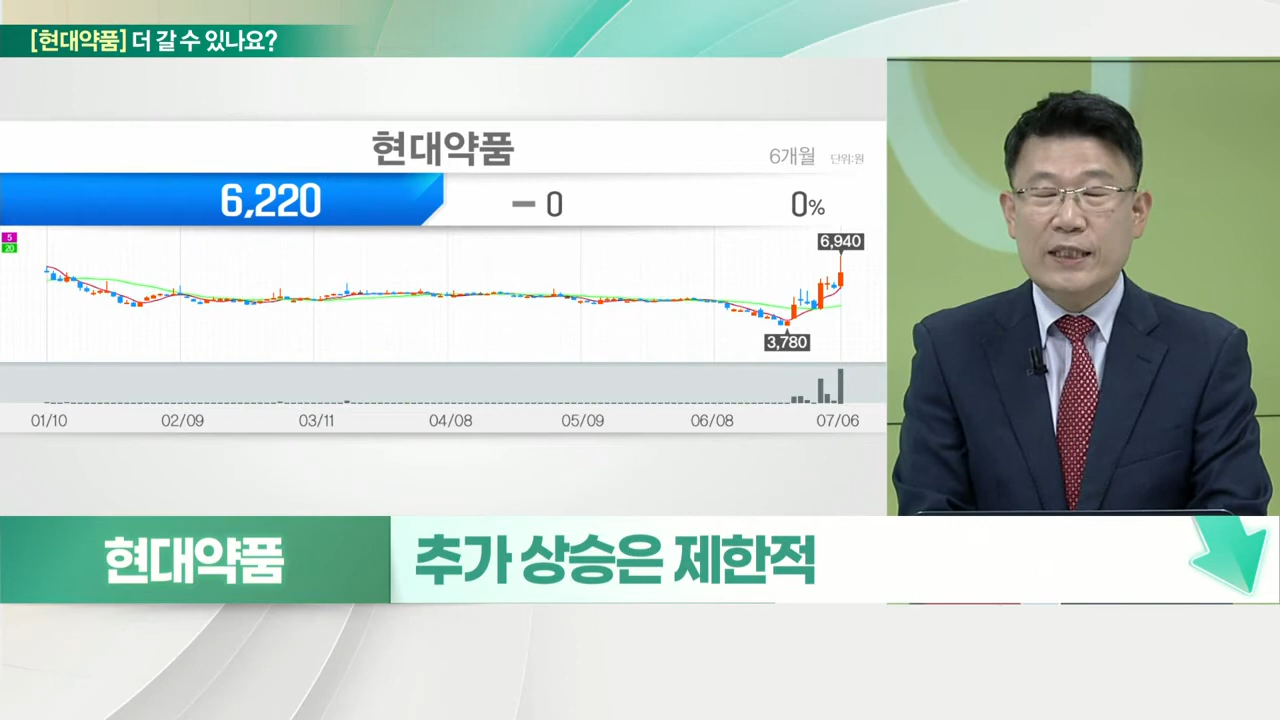 [현대약품] 더 갈 수 있나요?
현대약품
6개월 단위:원
6,220 0 0%
5
20
6,940
3,780
01/10 02/09 03/11 04/08 05/09 06/08 07/06
현대약품 추가 상승은 제한적